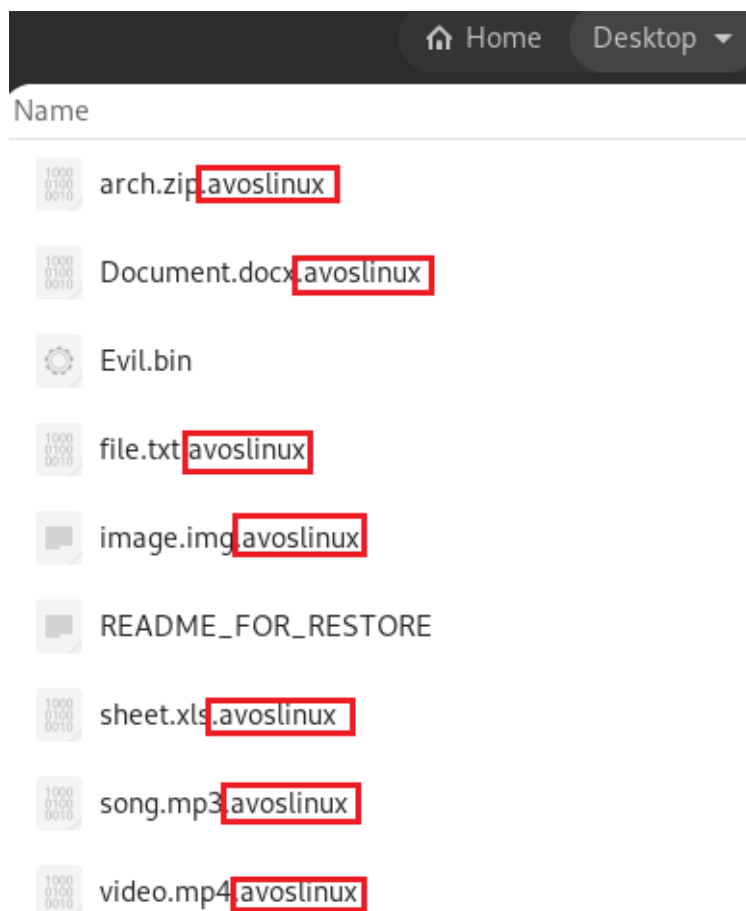 Home Desktop
Name
arch.zip.avoslinux
Document.docx.avoslinux
Evil.bin
file.txt.avoslinux
image.img.avoslinux
README_FOR_RESTORE
sheet.xls.avoslinux
song.mp3.avoslinux
video.mp4.avoslinux